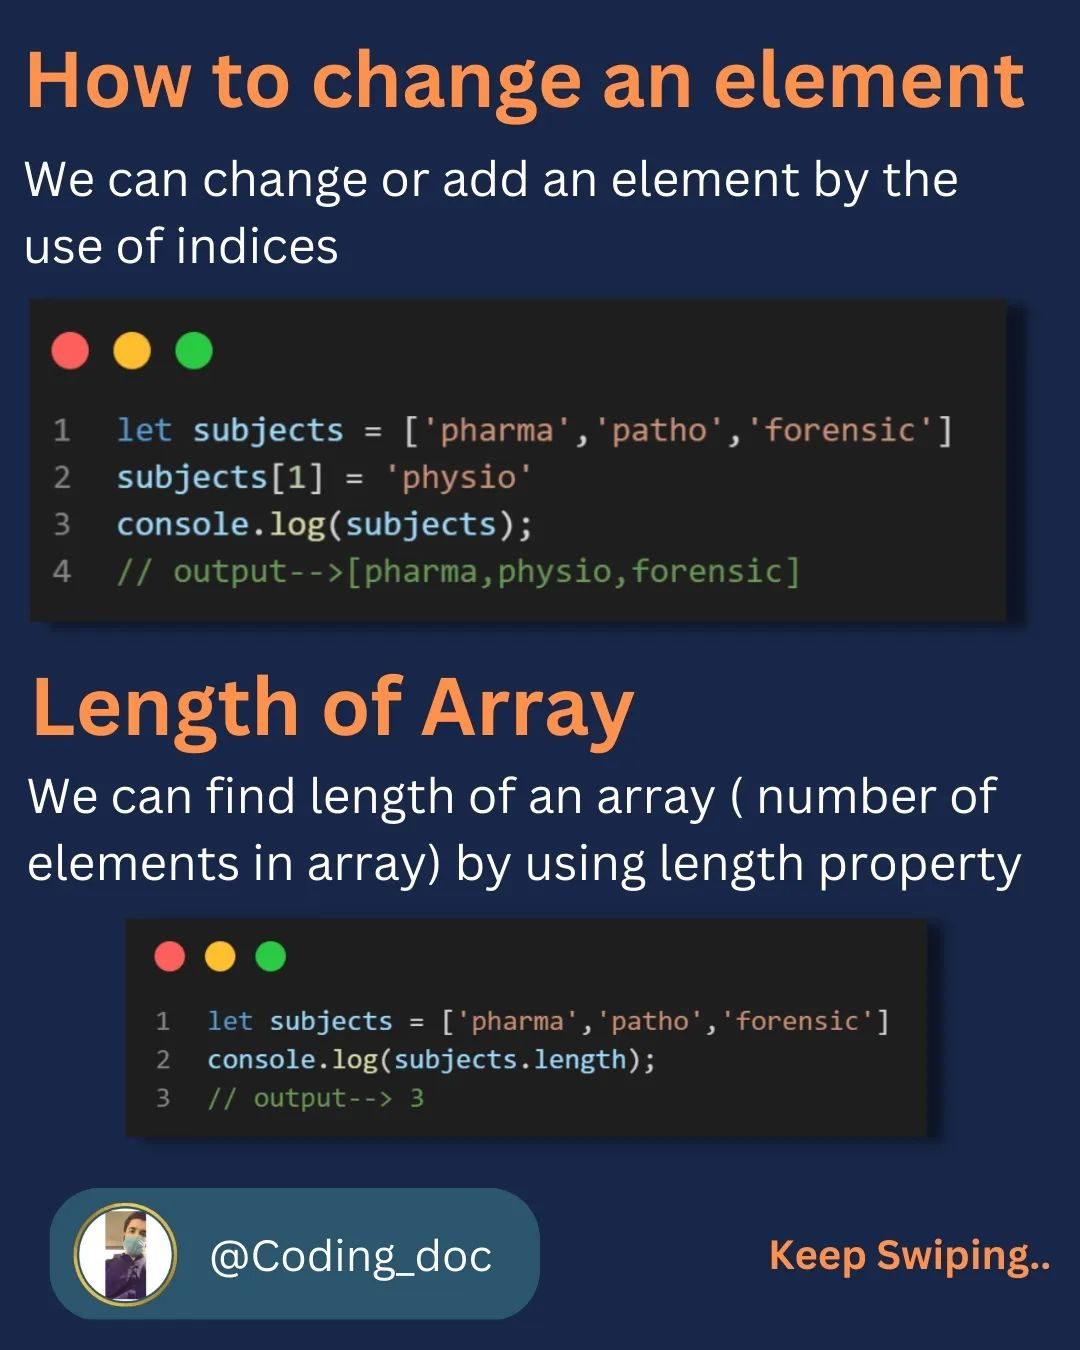 How to change an element
We can change or add an element by the
use of indices
1 let subjects = ['pharma','patho','forensic']
2 subjects[1] = 'physio'
3 console.log(subjects);
4 // output-->[pharma,physio,forensic]
Length of Array
We can find length of an array ( number of
elements in array) by using length property
1 let subjects = ['pharma','patho','forensic']
2 console.log(subjects.length);
3 // output--> 3
@Coding_doc
Keep Swiping..